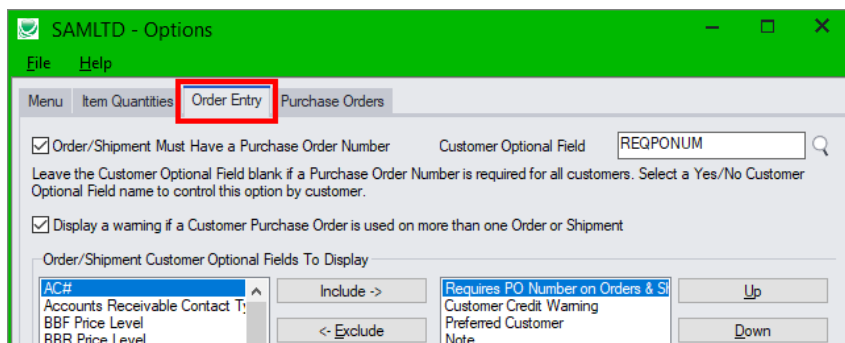 SAMLTD - Options
File Help
Menu Item Quantities Order Entry Purchase Orders
Order/Shipment Must Have a Purchase Order Number Customer Optional Field REQPONUM
Leave the Customer Optional Field blank if a Purchase Order Number is required for all customers. Select a Yes/No Customer
Optional Field name to control this option by customer.
Display a warning if a Customer Purchase Order is used on more than one Order or Shipment
Order/Shipment Customer Optional Fields To Display
AC# Include -> Requires PO Number on Orders & Up
Accounts Receivable Contact Customer Credit Warning
BBF Price Level <- Exclude Preferred Customer Down
BBR Price Level Note